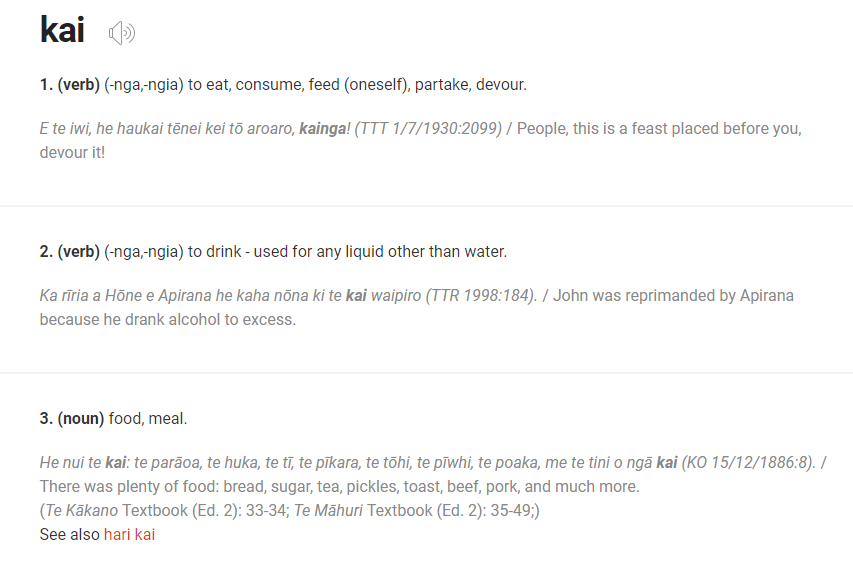 kai
1. (verb) (-nga,-ngia) to eat, consume, feed (oneself), partake, devour.
E te iwi, he haukai tēnei kei tō aroaro, kainga! (TTT 1/7/1930:2099) / People, this is a feast placed before you,
devour it!
2. (verb) (-nga,-ngia) to drink - used for any liquid other than water.
Ka rīria a Hōne e Apirana he kaha nōna ki te kai waipiro (TTR 1998:184). / John was reprimanded by Apirana
because he drank alcohol to excess.
3. (noun) food, meal.
He nui te kai: te parāoa, te huka, te tī, te pīkara, te tōhi, te pīwhi, te poaka, me te tini o ngā kai (KO 15/12/1886:8). /
There was plenty of food: bread, sugar, tea, pickles, toast, beef, pork, and much more.
(Te Kākano Textbook (Ed. 2): 33-34; Te Māhuri Textbook (Ed. 2): 35-49;)
See also hari kai